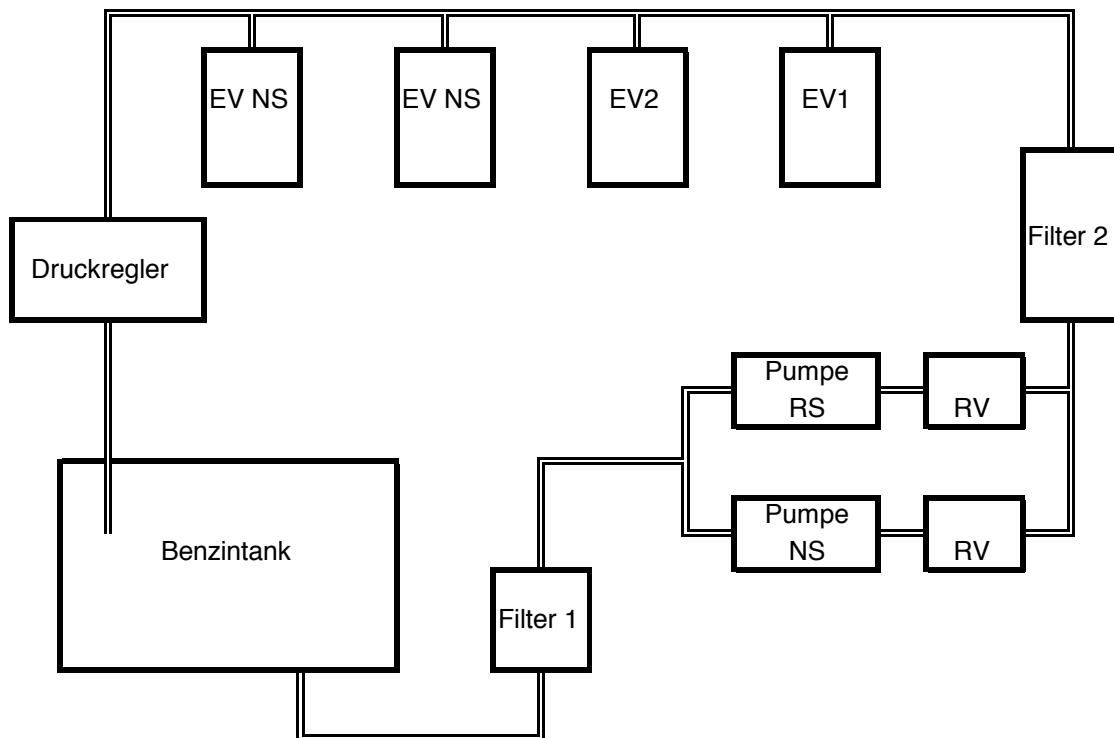 EV NS
EV NS
EV2
EV1
Filter 2
Druckregler
Pumpe
RS
RV
Pumpe
NS
RV
Benzintank
Filter 1